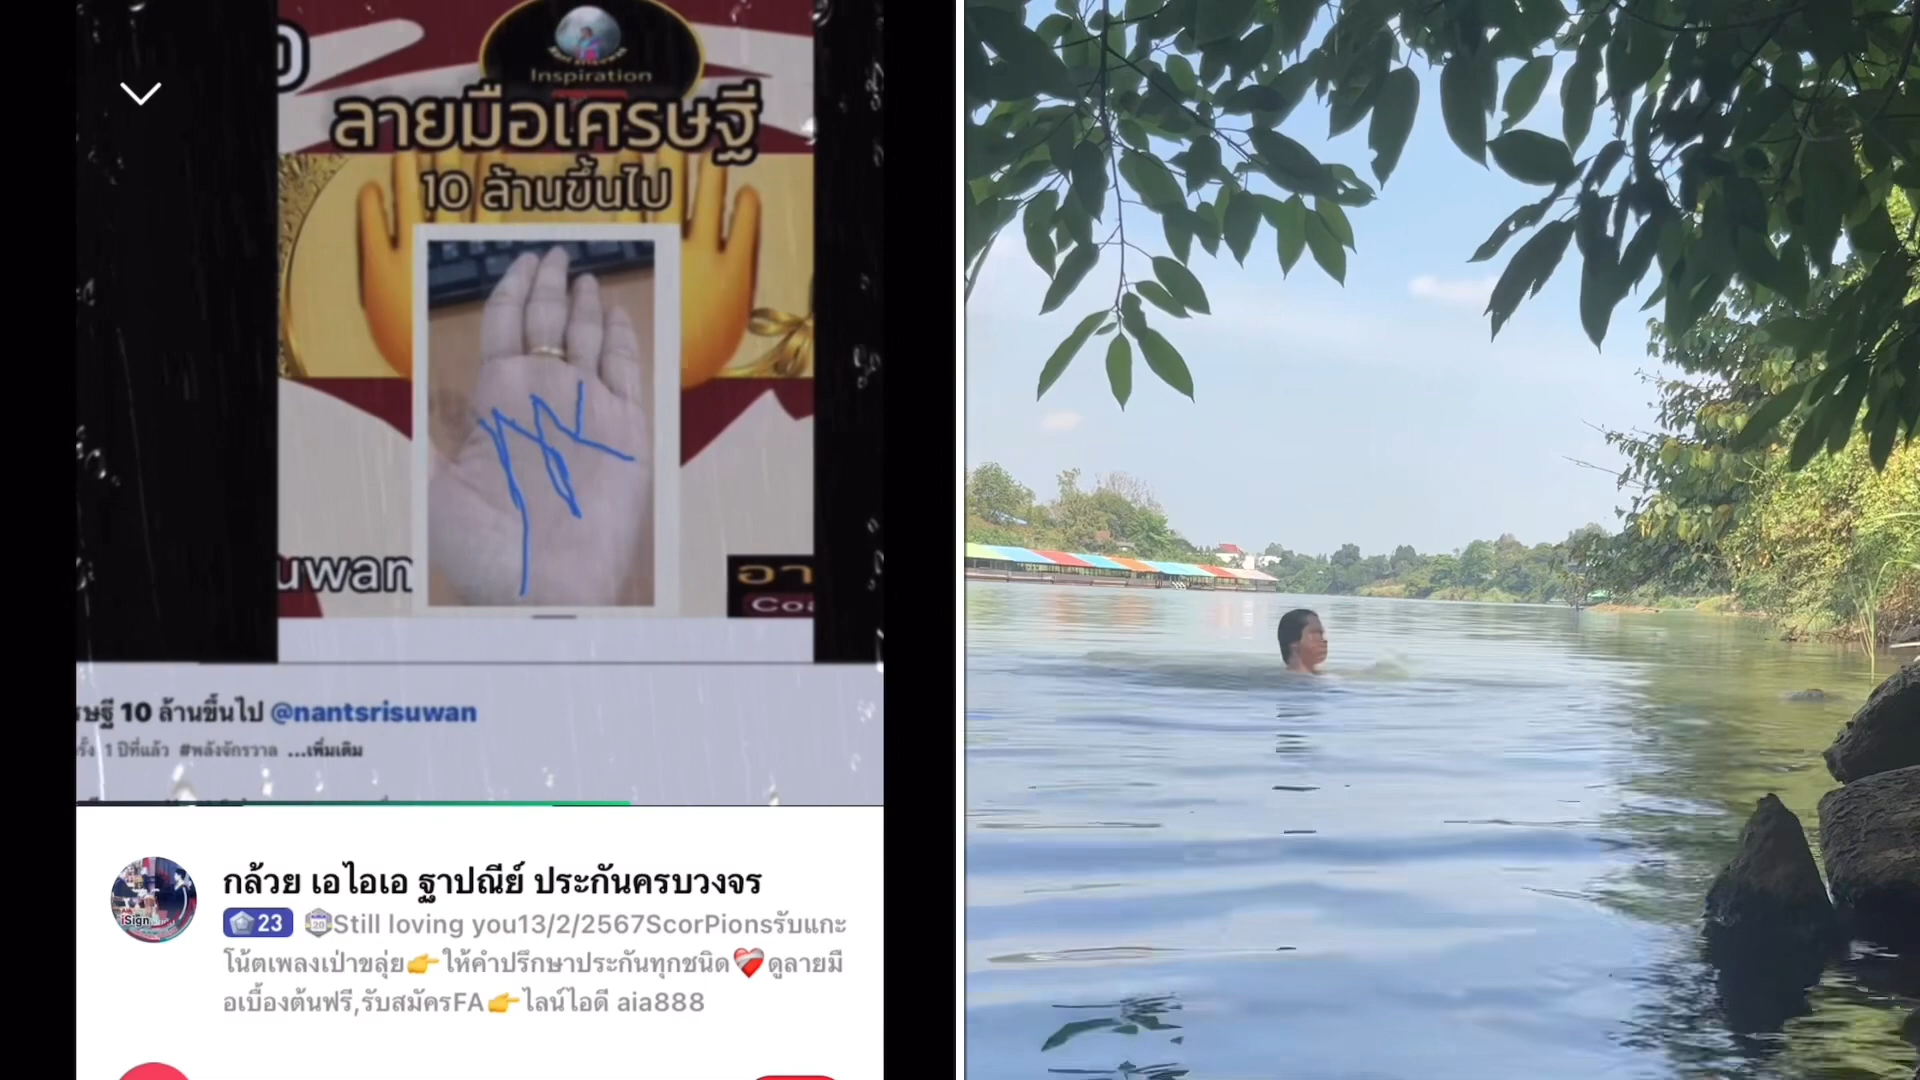 Inspiration
ลายมือเศรษฐี
10 ล้านขึ้นไป
uwan
อา
Coa
รษฐี 10 ล้านขึ้นไป @nantsrisuwan
รั้ง 1 ปีที่แล้ว #พลังจักรวาล ...เพิ่มเติม
iSign
กล้วย เอไอเอ ฐาปณีย์ ประกันครบวงจร
23 20 Still loving you13/2/2567ScorPionsรับแกะ
โน้ตเพลงเป่าขลุ่ย👉ให้คำปรึกษาประกันทุกชนิด❤️‍🩹ดูลายมื
อเบื้องต้นฟรี,รับสมัครFA👉ไลน์ไอดี aia888